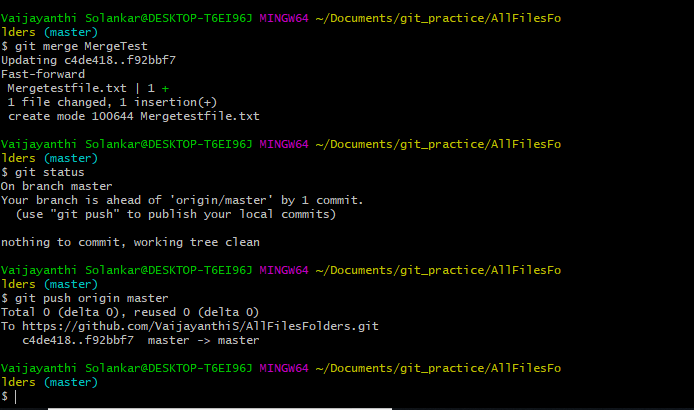 Vaijayanthi Solankar@DESKTOP-T6EI96J MINGW64 ~/Documents/git_practice/AllFilesFo
lders (master)
$ git merge MergeTest
Updating c4de418..f92bbf7
Fast-forward
 Mergetestfile.txt | 1 +
 1 file changed, 1 insertion(+)
 create mode 100644 Mergetestfile.txt

Vaijayanthi Solankar@DESKTOP-T6EI96J MINGW64 ~/Documents/git_practice/AllFilesFo
lders (master)
$ git status
On branch master
Your branch is ahead of 'origin/master' by 1 commit.
  (use "git push" to publish your local commits)

nothing to commit, working tree clean

Vaijayanthi Solankar@DESKTOP-T6EI96J MINGW64 ~/Documents/git_practice/AllFilesFo
lders (master)
$ git push origin master
Total 0 (delta 0), reused 0 (delta 0)
To https://github.com/VaijayanthiS/AllFilesFolders.git
   c4de418..f92bbf7  master -> master

Vaijayanthi Solankar@DESKTOP-T6EI96J MINGW64 ~/Documents/git_practice/AllFilesFo
lders (master)
$